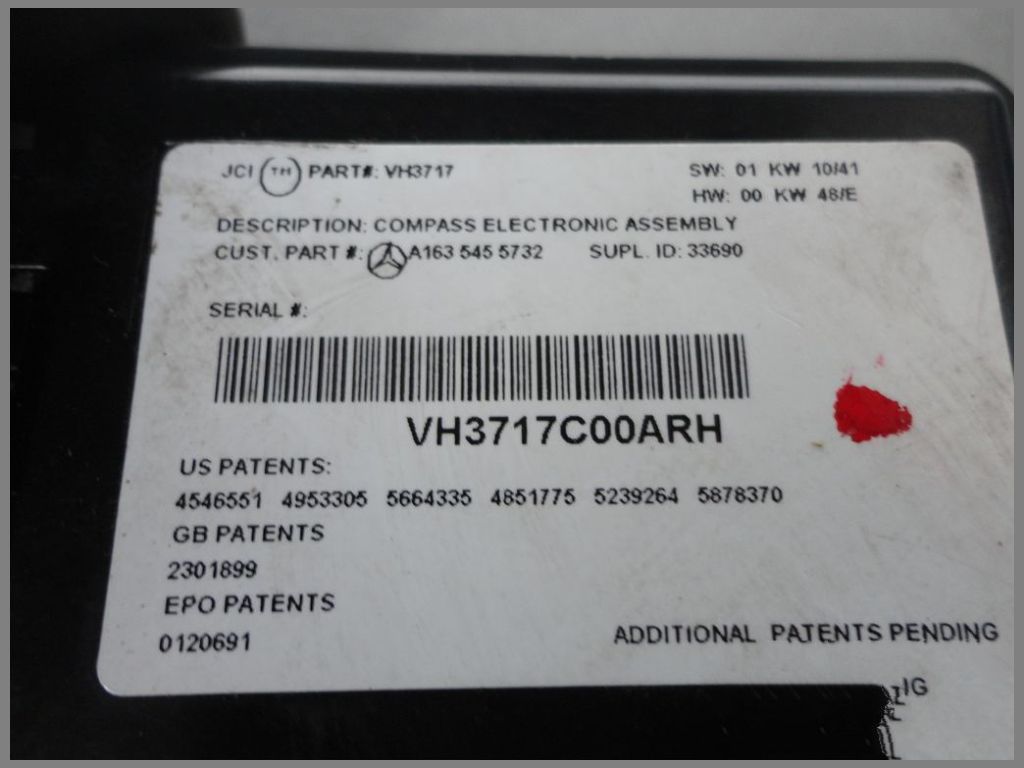 JCI TH PART#: VH3717
SW: 01 KW 10/41
HW: 00 KW 48/E
DESCRIPTION: COMPASS ELECTRONIC ASSEMBLY
CUST. PART #: A163 545 5732 SUPL. ID: 33690
SERIAL #:
VH3717C00ARH
US PATENTS:
4546551 4953305 5664335 4851775 5239264 5878370
GB PATENTS
2301899
EPO PATENTS
0120691
ADDITIONAL PATENTS PENDING